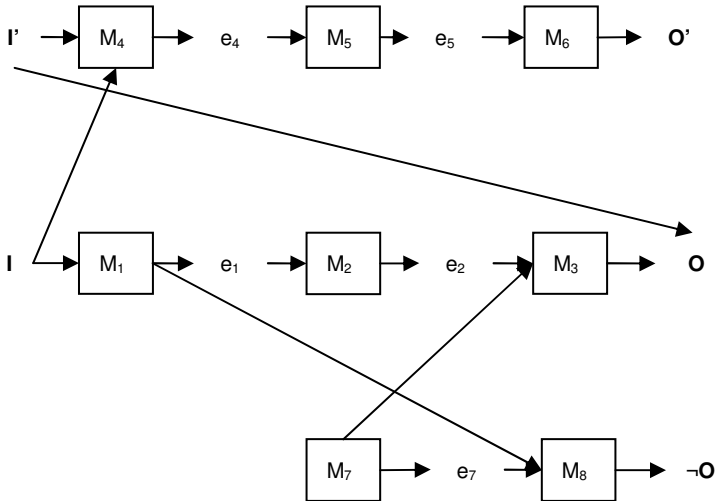 I' M₄ e₄ M₅ e₅ M₆ O'
I M₁ e₁ M₂ e₂ M₃ O
M₇ e₇ M₈ ¬O